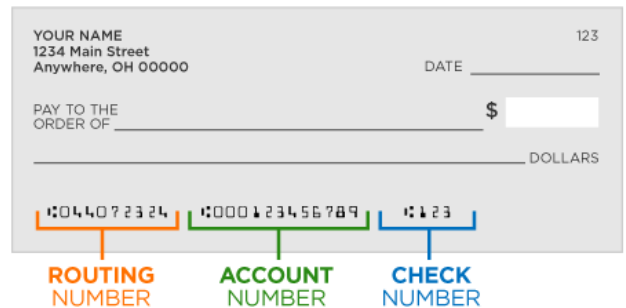 YOUR NAME 123
1234 Main Street
Anywhere, OH 00000 DATE
PAY TO THE
ORDER OF $
DOLLARS
⑆044072324 ⑆000123456789 ⑆123
ROUTING ACCOUNT CHECK
NUMBER NUMBER NUMBER